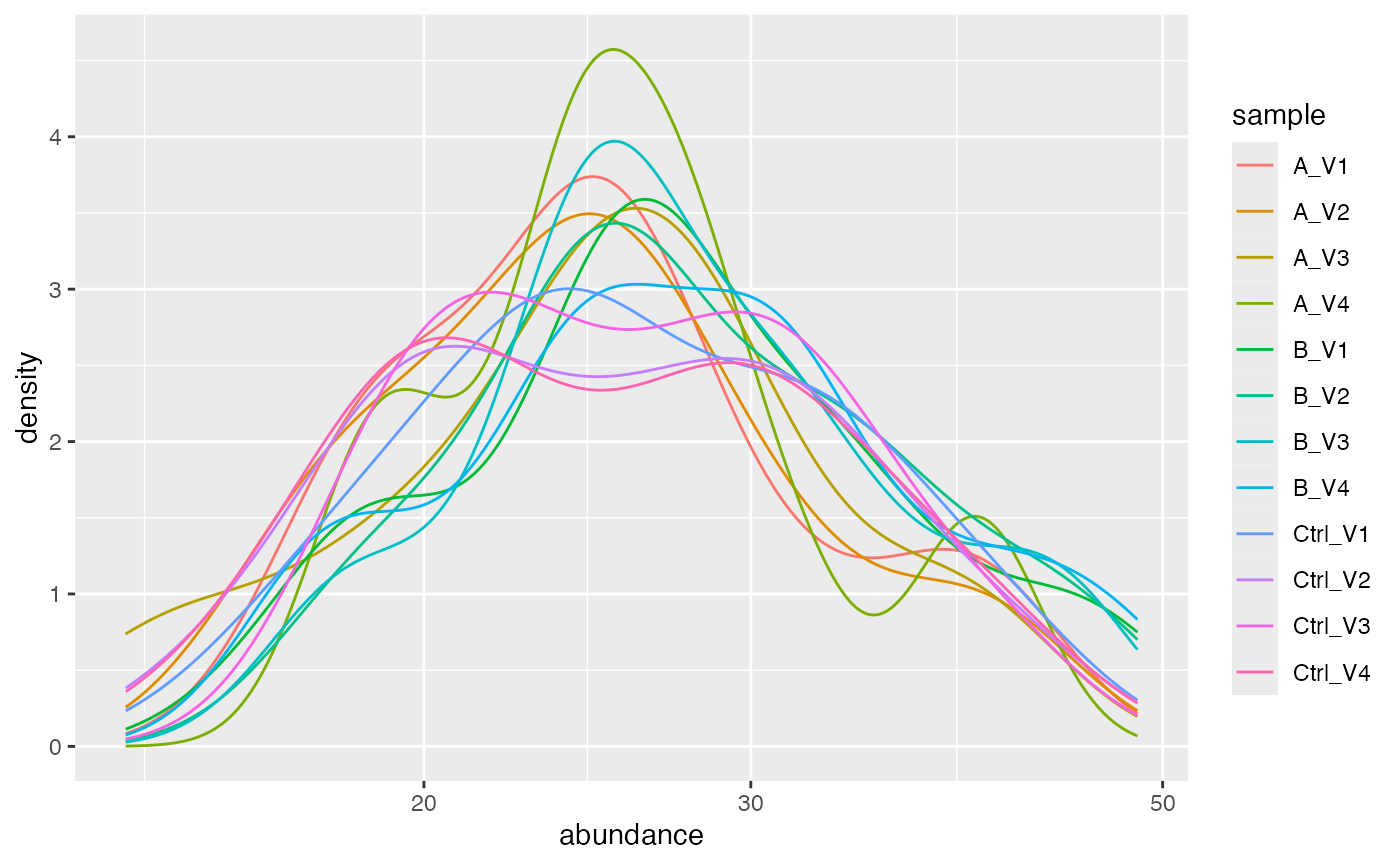 density
4
3
2
1
0
20
30
50
abundance
sample
A_V1
A_V2
A_V3
A_V4
B_V1
B_V2
B_V3
B_V4
Ctrl_V1
Ctrl_V2
Ctrl_V3
Ctrl_V4